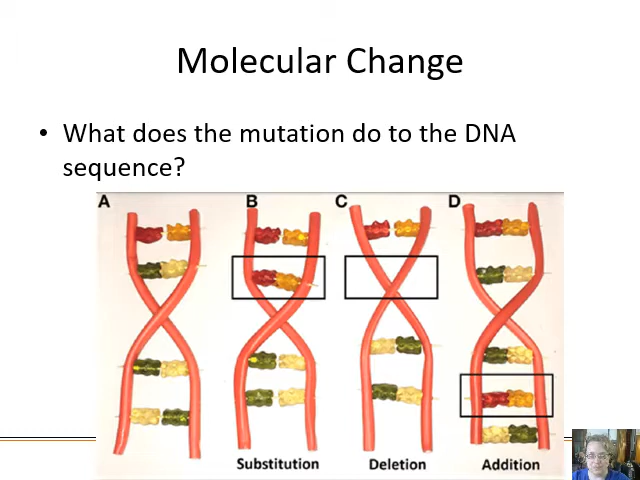 Molecular Change
• What does the mutation do to the DNA
sequence?
A B C D
Substitution Deletion Addition